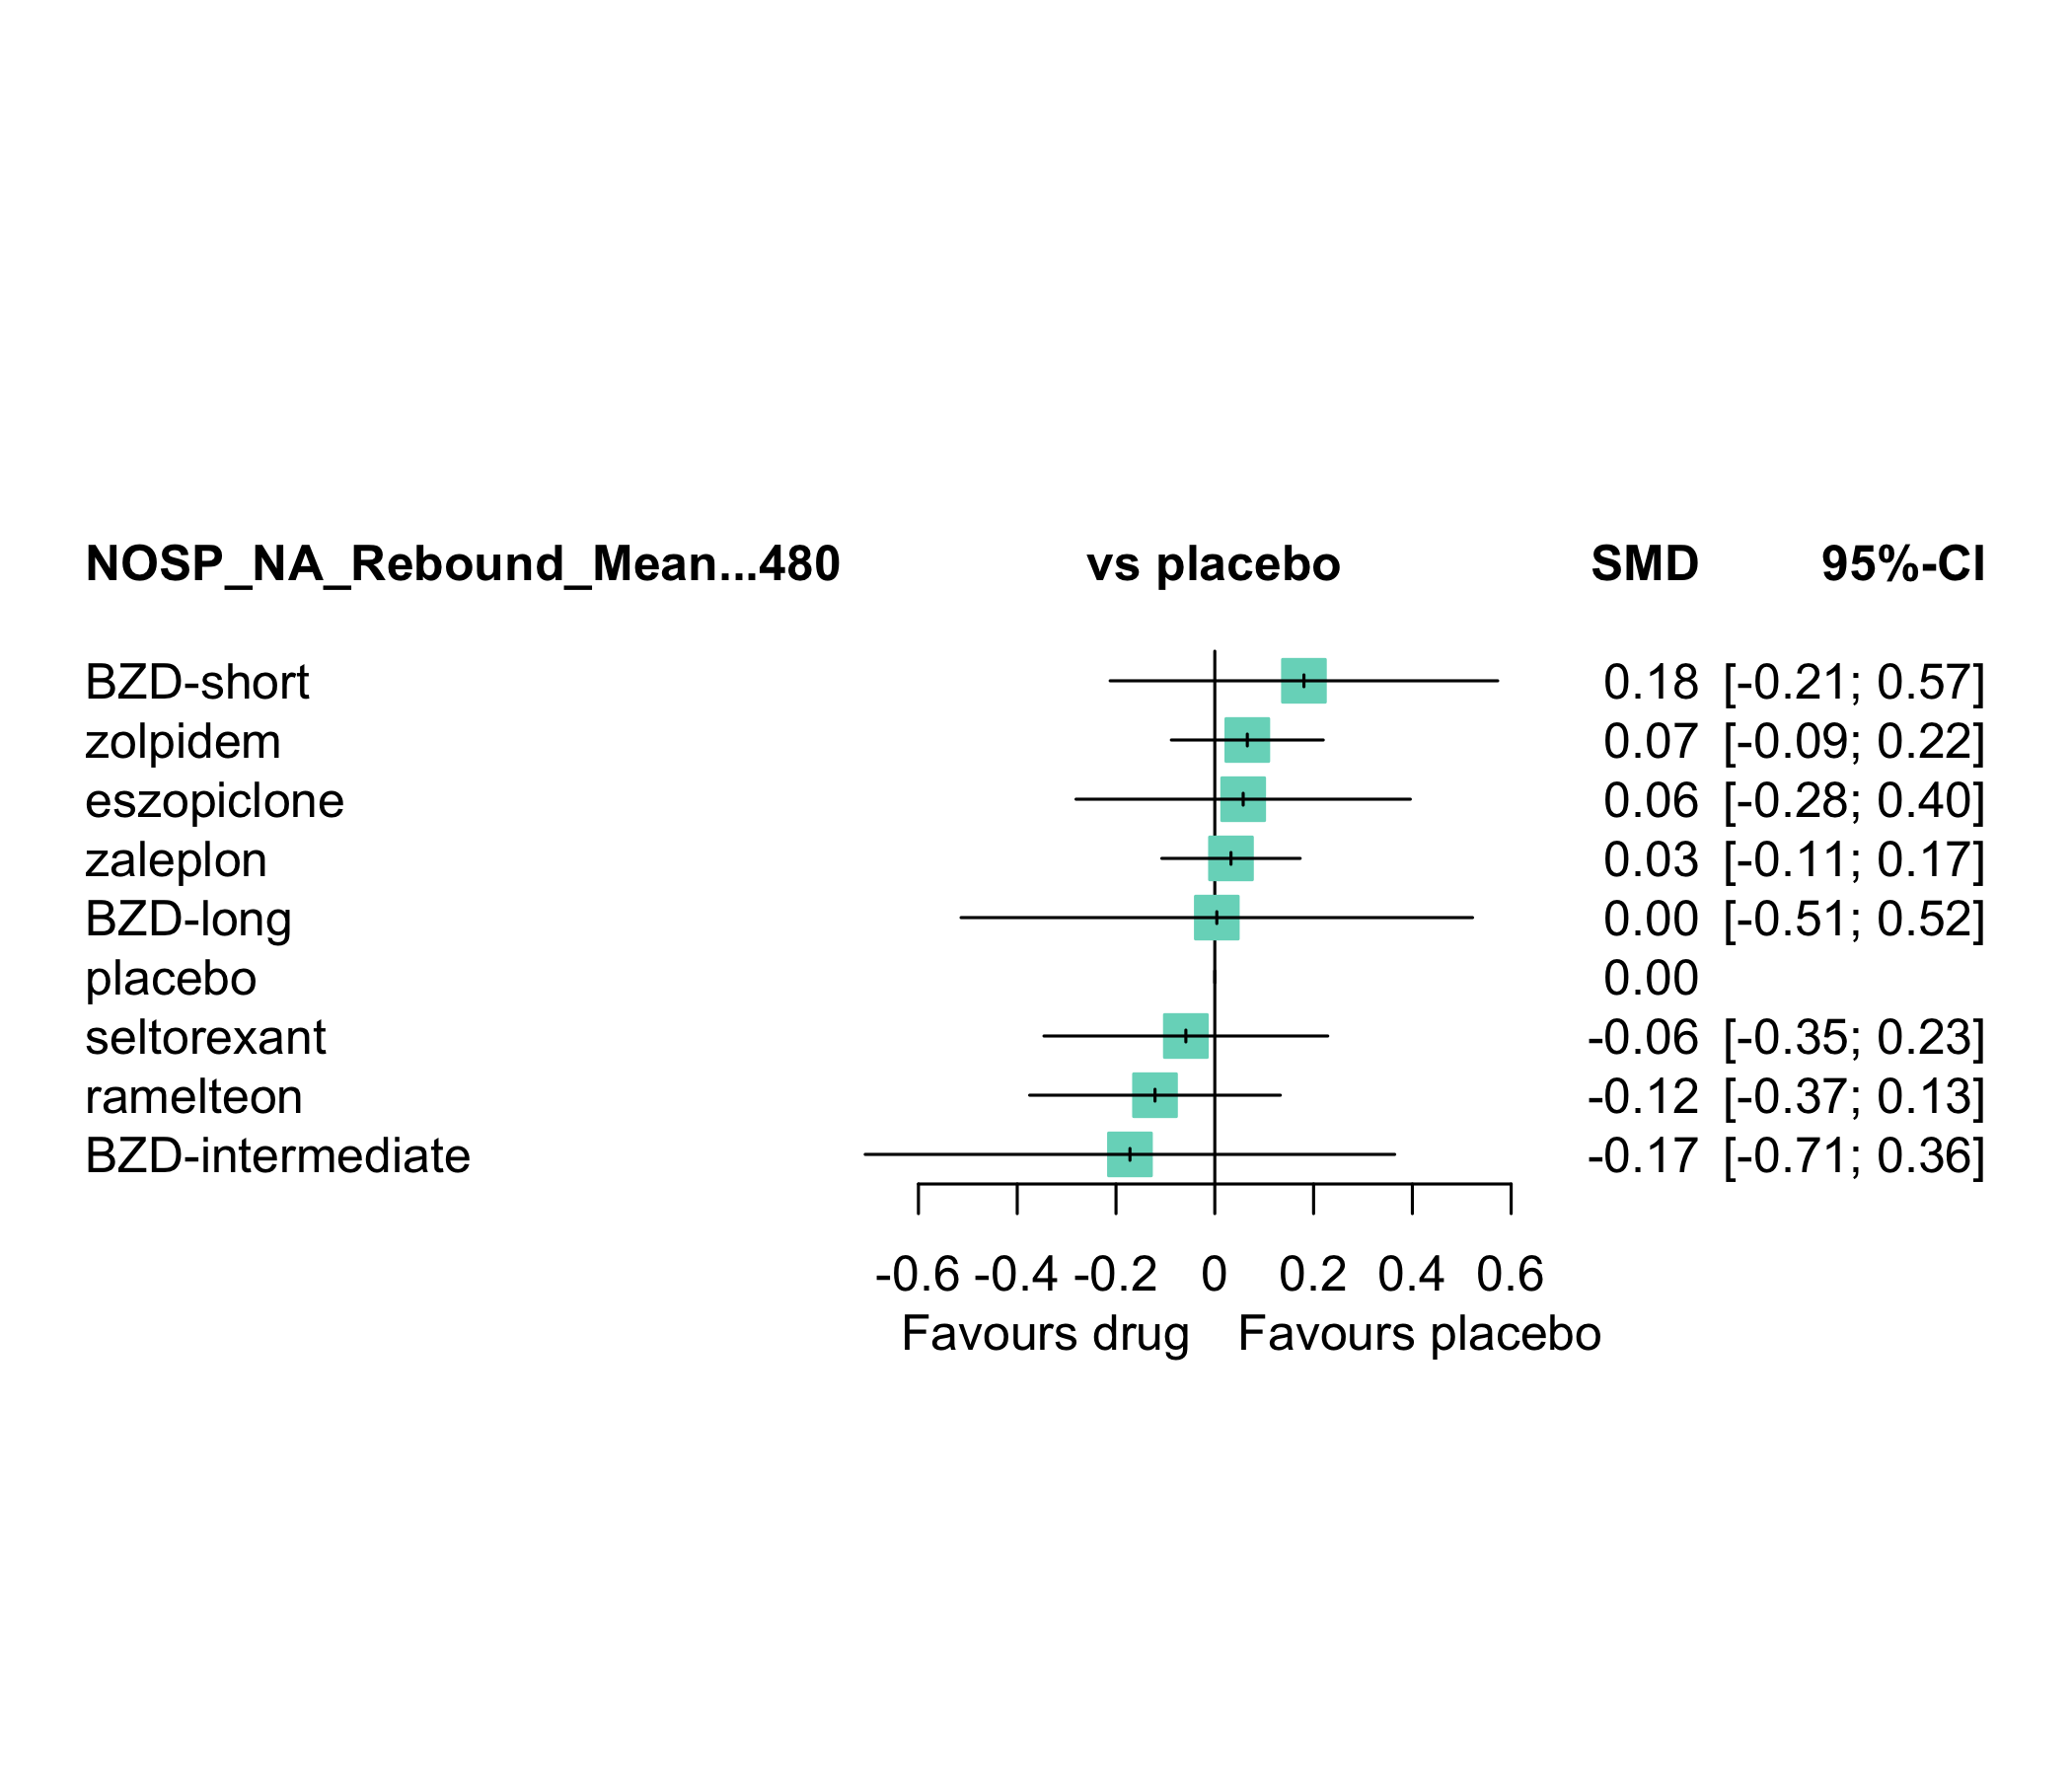 NOSP_NA_Rebound_Mean...480 vs placebo SMD 95%-CI
BZD-short 0.18 [-0.21; 0.57]
zolpidem 0.07 [-0.09; 0.22]
eszopiclone 0.06 [-0.28; 0.40]
zaleplon 0.03 [-0.11; 0.17]
BZD-long 0.00 [-0.51; 0.52]
placebo 0.00
seltorexant -0.06 [-0.35; 0.23]
ramelteon -0.12 [-0.37; 0.13]
BZD-intermediate -0.17 [-0.71; 0.36]
-0.6 -0.4 -0.2 0 0.2 0.4 0.6
Favours drug Favours placebo